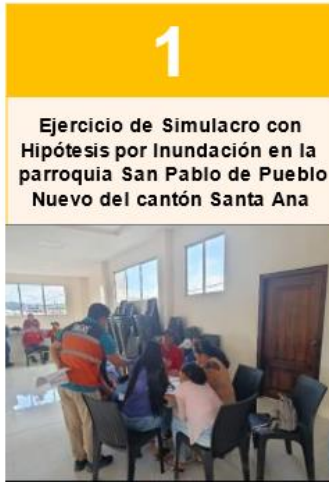 1
Ejercicio de Simulacro con
Hipótesis por Inundación en la
parroquia San Pablo de Pueblo
Nuevo del cantón Santa Ana